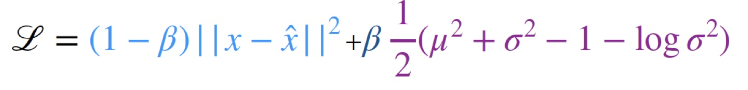 ℒ = (1 − β)||x − x̂||² +β ½(μ² + σ² − 1 − log σ²)